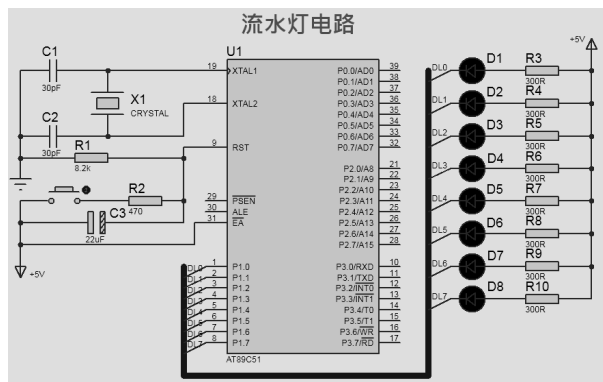 流水灯电路
C1
30pF
X1
CRYSTAL
C2
30pF
R1
8.2k
R2
470
C3
22uF
+5V
U1
19 XTAL1
18 XTAL2
9 RST
29 PSEN
30 ALE
31 EA
DL0 1 P1.0
DL1 2 P1.1
DL2 3 P1.2
DL3 4 P1.3
DL4 5 P1.4
DL5 6 P1.5
DL6 7 P1.6
DL7 8 P1.7
P0.0/AD0 39
P0.1/AD1 38
P0.2/AD2 37
P0.3/AD3 36
P0.4/AD4 35
P0.5/AD5 34
P0.6/AD6 33
P0.7/AD7 32
P2.0/A8 21
P2.1/A9 22
P2.2/A10 23
P2.3/A11 24
P2.4/A12 25
P2.5/A13 26
P2.6/A14 27
P2.7/A15 28
P3.0/RXD 10
P3.1/TXD 11
P3.2/INT0 12
P3.3/INT1 13
P3.4/T0 14
P3.5/T1 15
P3.6/WR 16
P3.7/RD 17
AT89C51
+5V
DL0 D1 R3
300R
DL1 D2 R4
300R
DL2 D3 R5
300R
DL3 D4 R6
300R
DL4 D5 R7
300R
DL5 D6 R8
300R
DL6 D7 R9
300R
DL7 D8 R10
300R